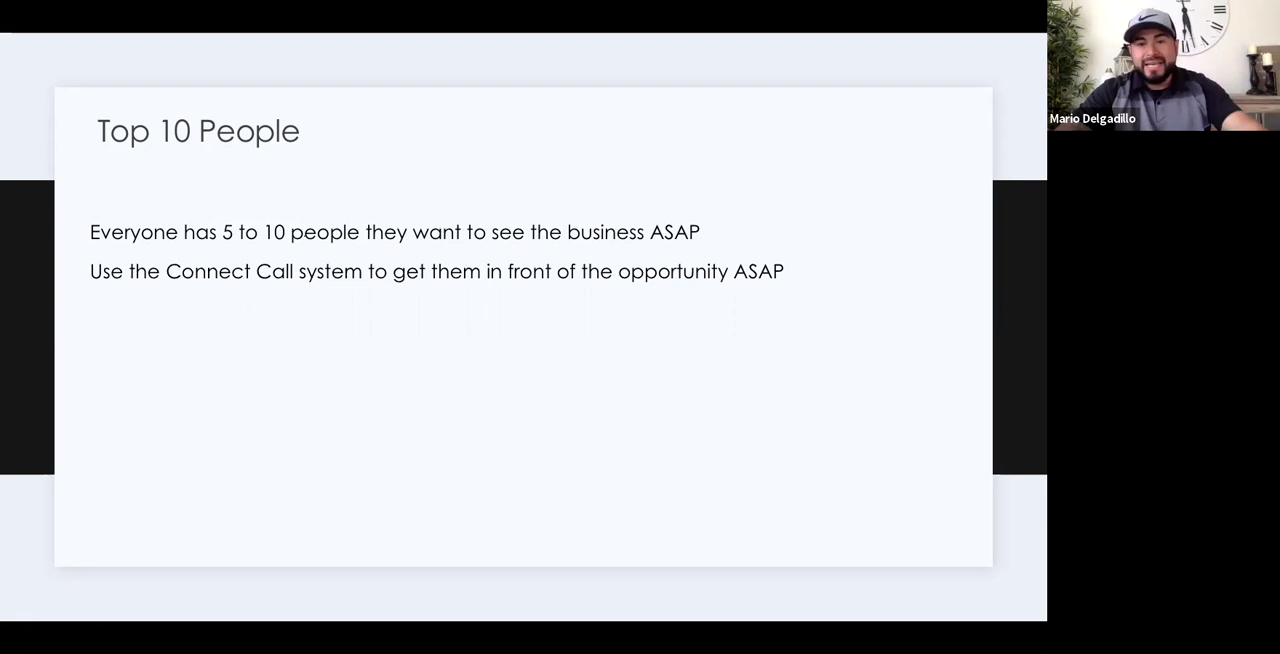 Top 10 People
Everyone has 5 to 10 people they want to see the business ASAP
Use the Connect Call system to get them in front of the opportunity ASAP
Mario Delgadillo